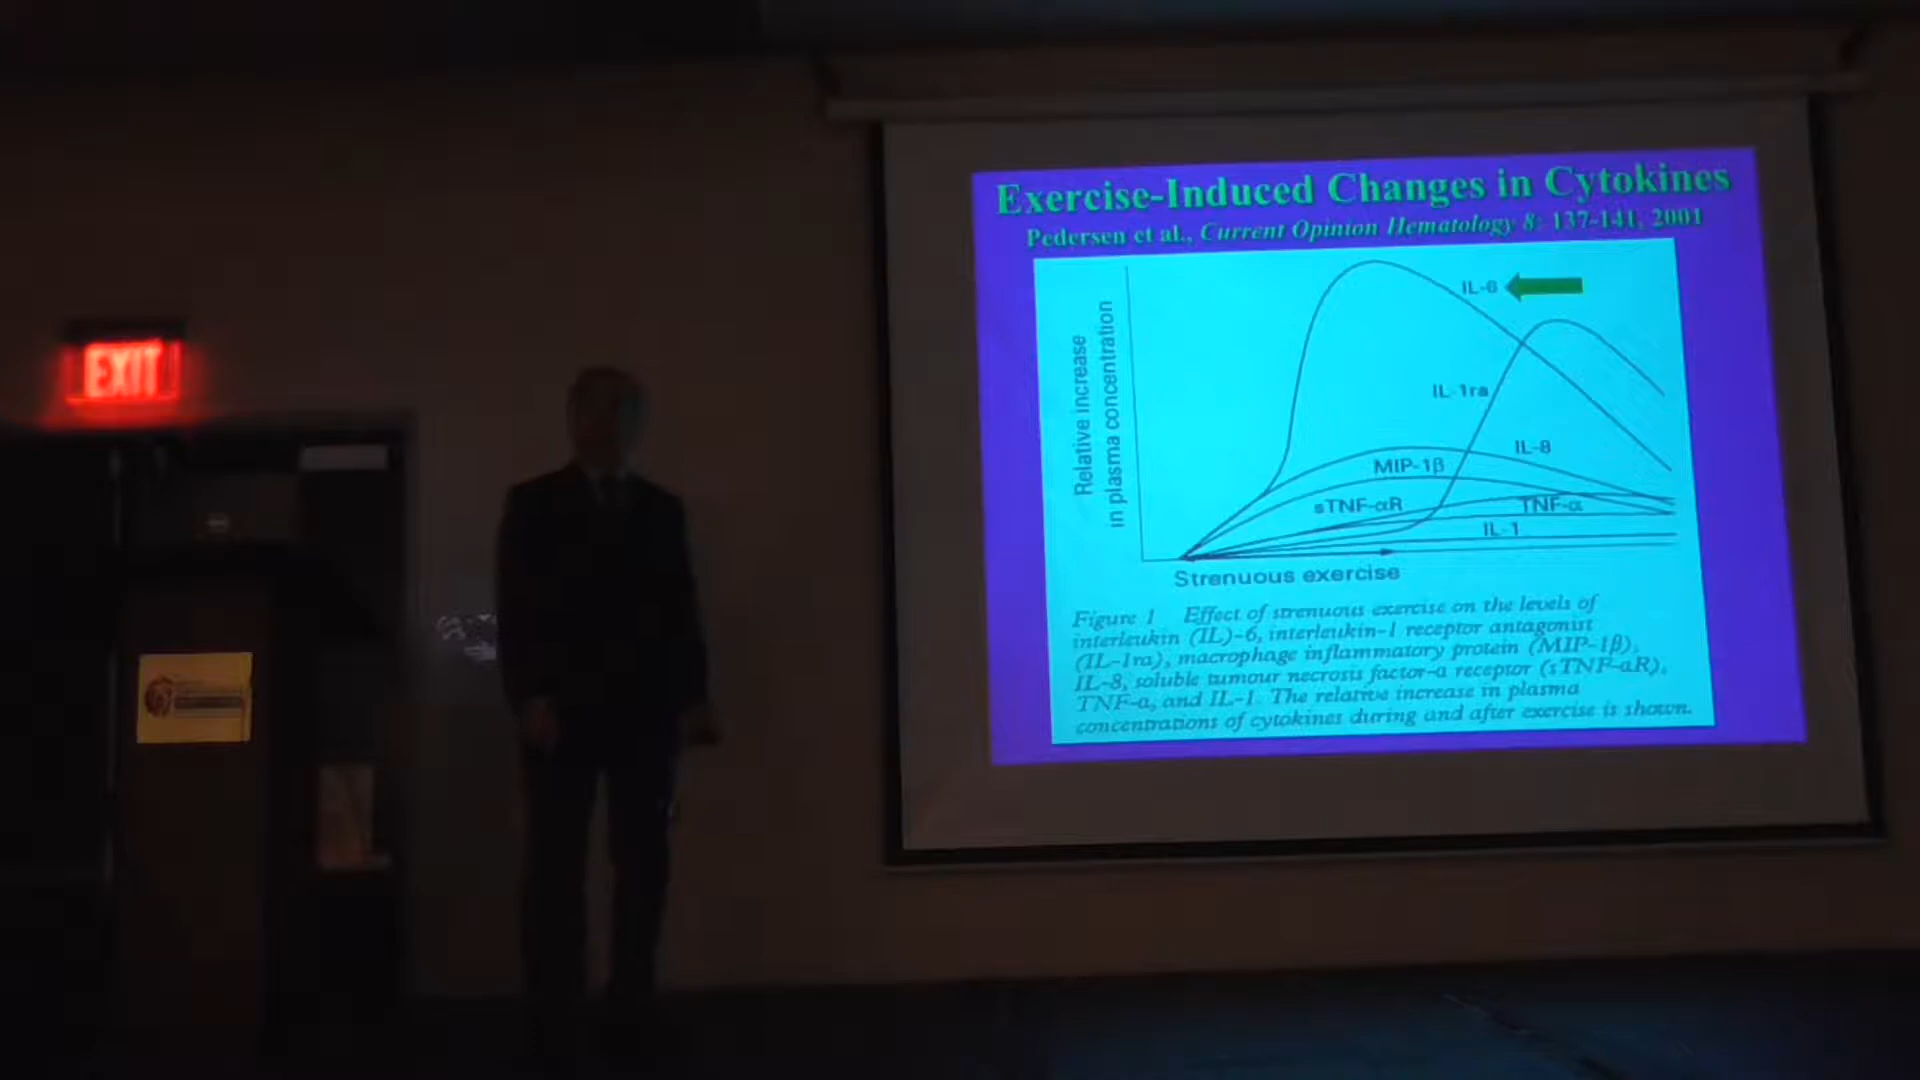 EXIT
Exercise-Induced Changes in Cytokines
Pedersen et al., Current Opinion Hematology 8: 137-141, 2001
Relative increase
in plasma concentration
IL-6
IL-1ra
IL-8
MIP-1β
sTNF-αR
TNF-α
IL-1
Strenuous exercise
Figure 1 Effect of strenuous exercise on the levels of
interleukin (IL)-6, interleukin-1 receptor antagonist
(IL-1ra), macrophage inflammatory protein (MIP-1β),
IL-8, soluble tumour necrosis factor-α receptor (sTNF-αR),
TNF-α, and IL-1. The relative increase in plasma
concentrations of cytokines during and after exercise is shown.